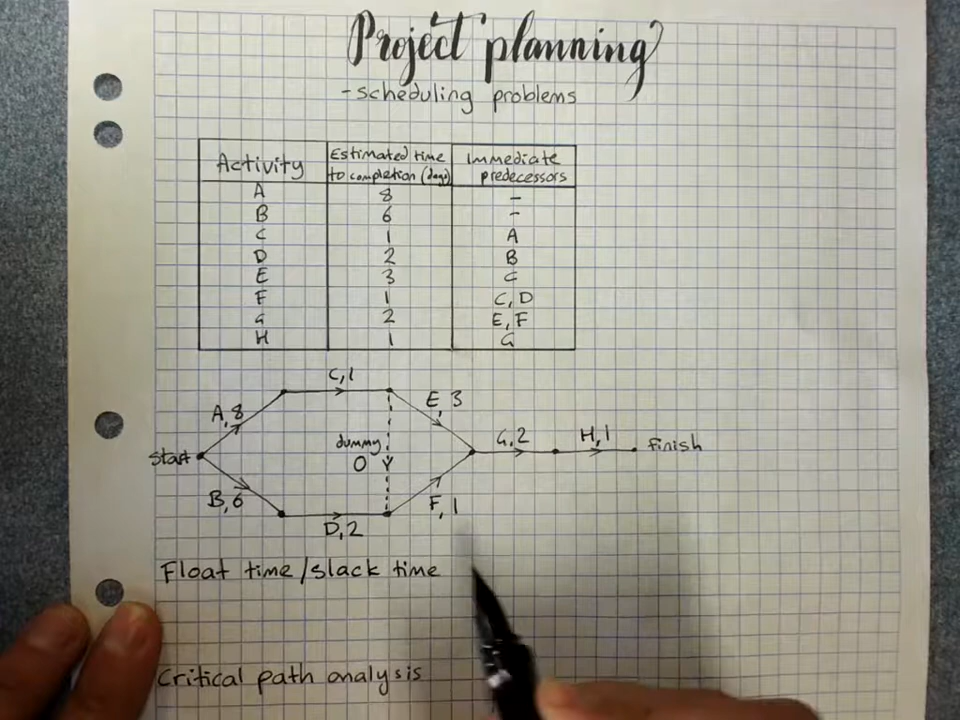 Project planning
- scheduling problems
Activity Estimated time to completion (days) Immediate predecessors
A 8 -
B 6 -
C 1 A
D 2 B
E 3 C
F 1 C, D
G 2 E, F
H 1 G
C, 1
A, 8 E, 3
dummy G, 2 H, 1
Start 0 Finish
B, 6 F, 1
D, 2
Float time/slack time
Critical path analysis